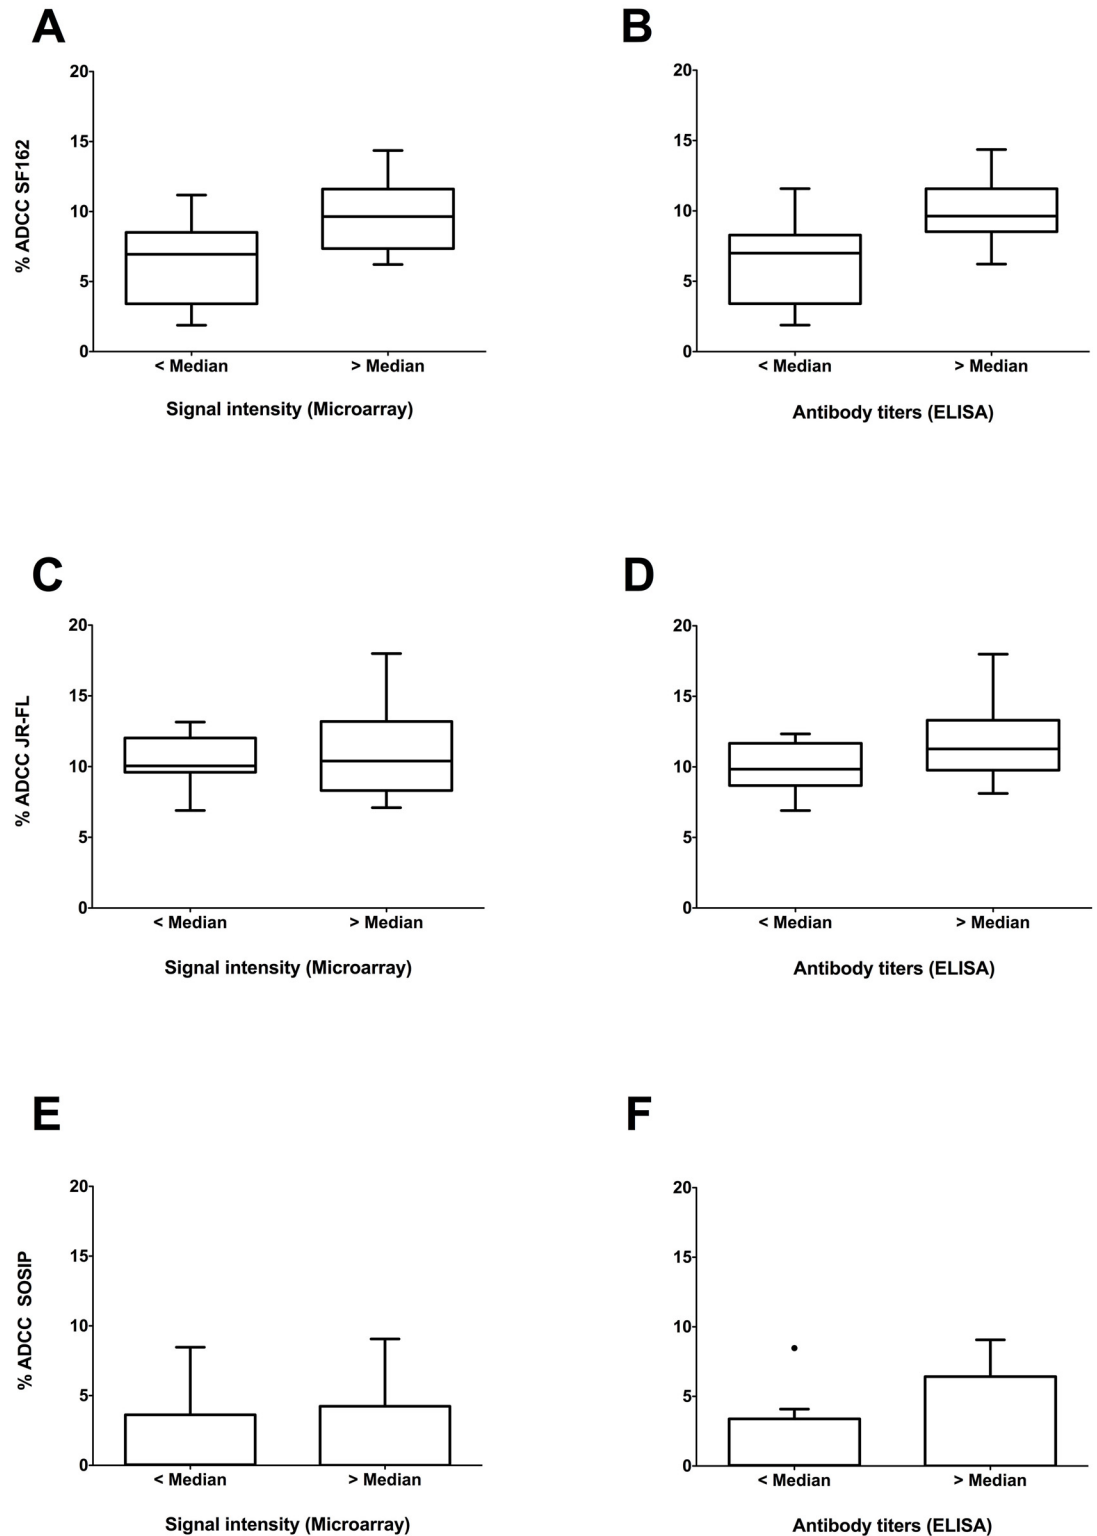 A
% ADCC SF162
20
15
10
5
0
< Median
> Median
Signal intensity (Microarray)
B
20
15
10
5
0
< Median
> Median
Antibody titers (ELISA)
C
% ADCC JR-FL
20
15
10
5
0
< Median
> Median
Signal intensity (Microarray)
D
20
15
10
5
0
< Median
> Median
Antibody titers (ELISA)
E
% ADCC SOSIP
20
15
10
5
0
< Median
> Median
Signal intensity (Microarray)
F
20
15
10
5
0
< Median
> Median
Antibody titers (ELISA)